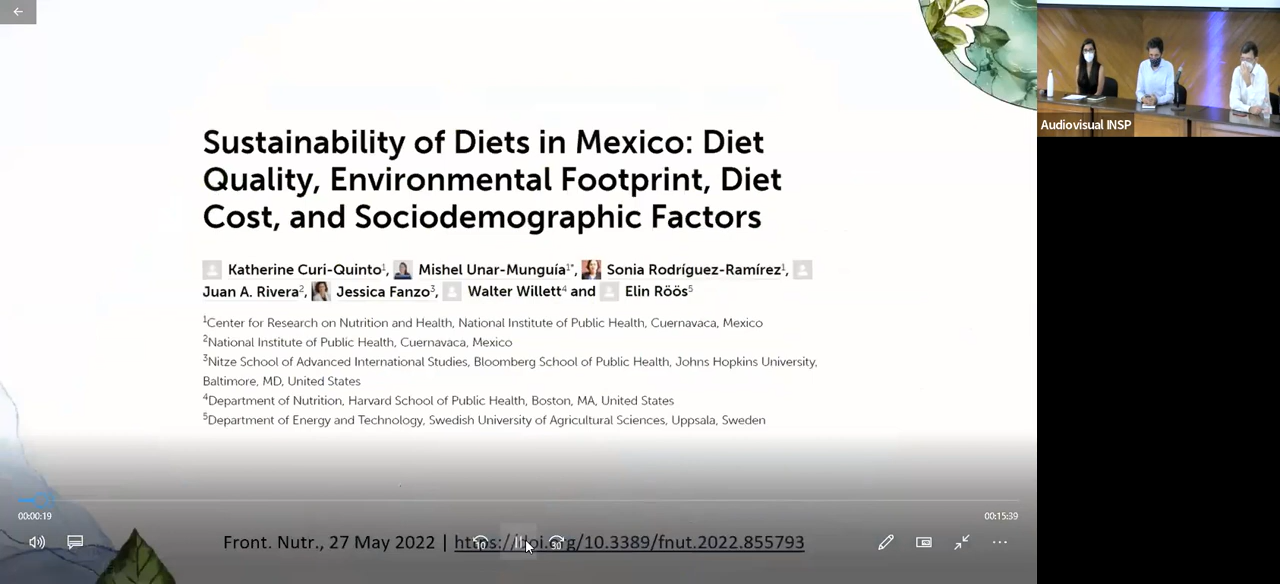 Sustainability of Diets in Mexico: Diet
Quality, Environmental Footprint, Diet
Cost, and Sociodemographic Factors
Katherine Curi-Quinto¹, Mishel Unar-Munguía¹*, Sonia Rodríguez-Ramírez¹,
Juan A. Rivera², Jessica Fanzo³, Walter Willett⁴ and Elin Röös⁵
¹Center for Research on Nutrition and Health, National Institute of Public Health, Cuernavaca, Mexico
²National Institute of Public Health, Cuernavaca, Mexico
³Nitze School of Advanced International Studies, Bloomberg School of Public Health, Johns Hopkins University,
Baltimore, MD, United States
⁴Department of Nutrition, Harvard School of Public Health, Boston, MA, United States
⁵Department of Energy and Technology, Swedish University of Agricultural Sciences, Uppsala, Sweden
Audiovisual INSP
00:00:19
00:15:39
10
30
Front. Nutr., 27 May 2022 | https://doi.org/10.3389/fnut.2022.855793